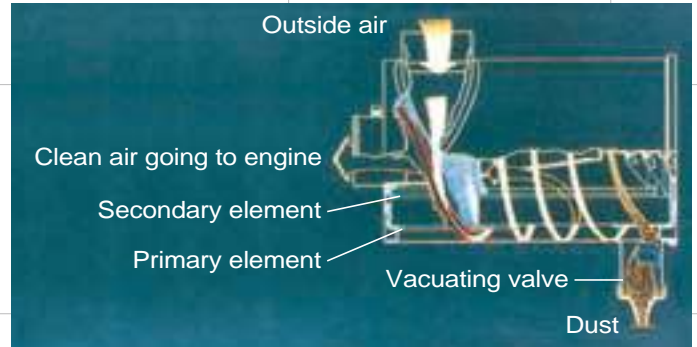 Outside air
Clean air going to engine
Secondary element
Primary element
Vacuating valve
Dust